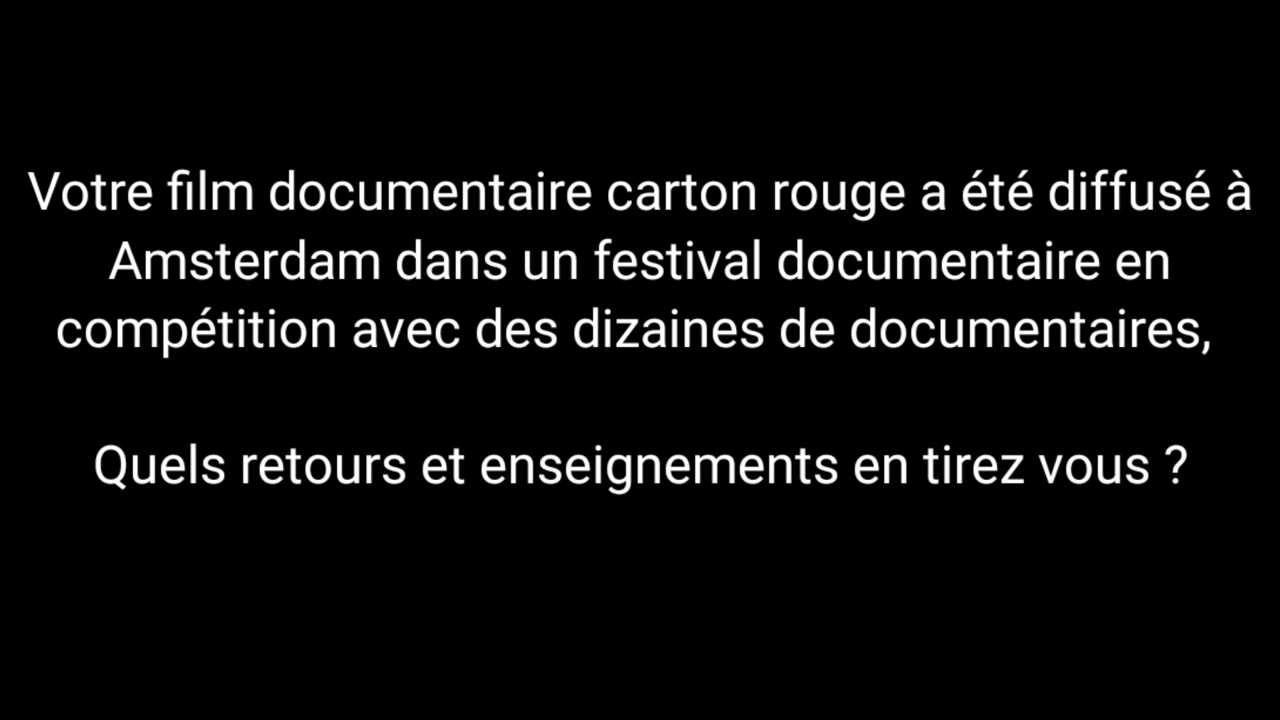 Votre film documentaire carton rouge a été diffusé à
Amsterdam dans un festival documentaire en
compétition avec des dizaines de documentaires,
Quels retours et enseignements en tirez vous ?